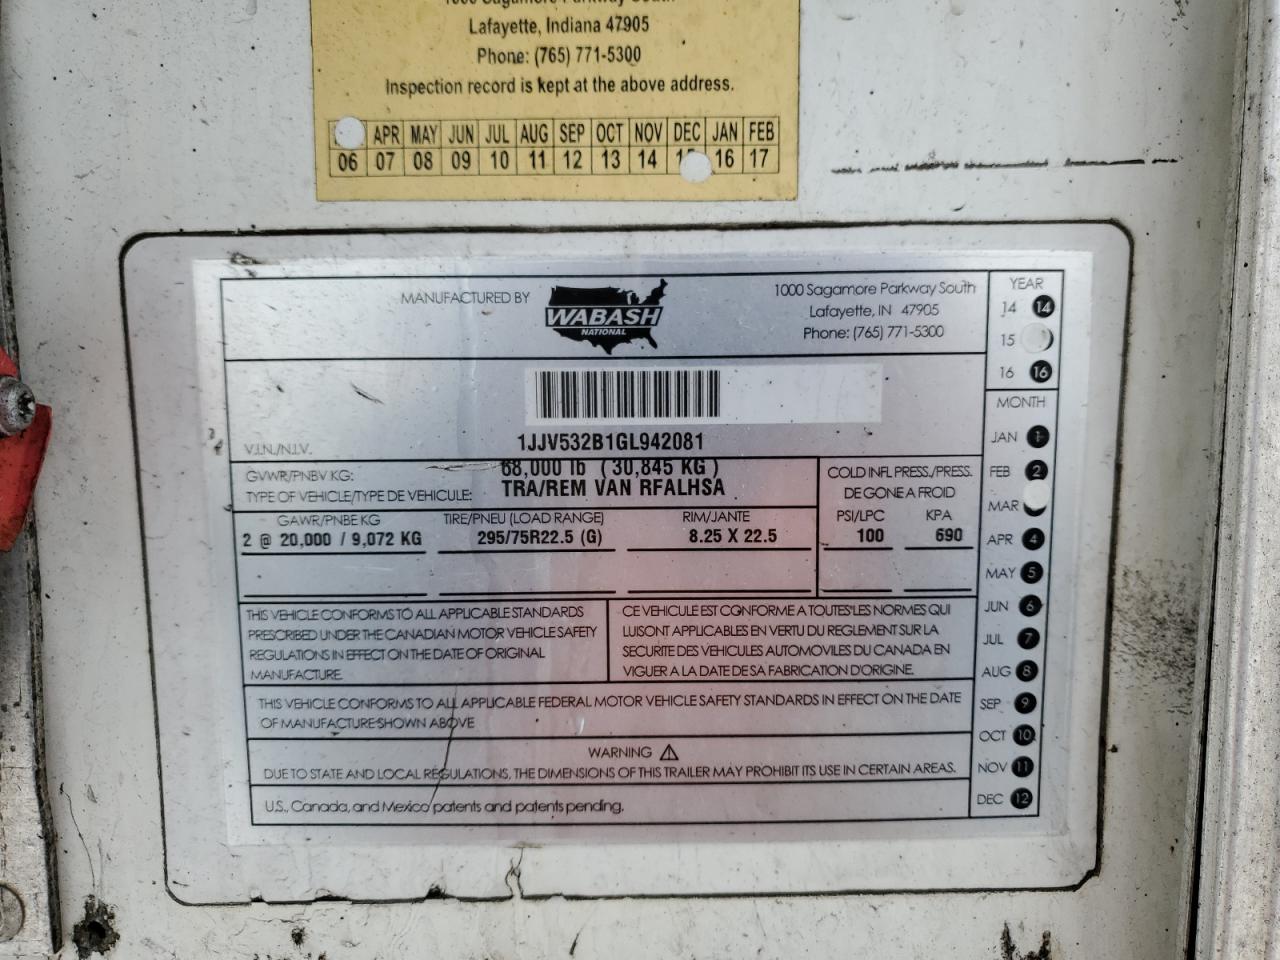 Lafayette, Indiana 47905
Phone: (765) 771-5300
Inspection record is kept at the above address.
APR MAY JUN JUL AUG SEP OCT NOV DEC JAN FEB
06 07 08 09 10 11 12 13 14 16 17
MANUFACTURED BY
WABASH
NATIONAL
1000 Sagamore Parkway South
Lafayette, IN 47905
Phone: (765) 771-5300
V.I.N./N.I.V.
1JJV532B1GL942081
GVWR/PNBV KG:
68,000 lb (30,845 KG)
TYPE OF VEHICLE/TYPE DE VEHICULE:
TRA/REM VAN RFALHSA
GAWR/PNBE KG
2 @ 20,000 / 9,072 KG
TIRE/PNEU (LOAD RANGE)
295/75R22.5 (G)
RIM/JANTE
8.25 X 22.5
COLD INFL PRESS./PRESS.
DE GONE A FROID
PSI/LPC KPA
100 690
THIS VEHICLE CONFORMS TO ALL APPLICABLE STANDARDS
PRESCRIBED UNDER THE CANADIAN MOTOR VEHICLE SAFETY
REGULATIONS IN EFFECT ON THE DATE OF ORIGINAL
MANUFACTURE.
CE VEHICULE EST CONFORME A TOUTES LES NORMES QUI
LUI SONT APPLICABLES EN VERTU DU REGLEMENT SUR LA
SECURITE DES VEHICULES AUTOMOVILES DU CANADA EN
VIGUER A LA DATE DE SA FABRICATION D'ORIGINE.
THIS VEHICLE CONFORMS TO ALL APPLICABLE FEDERAL MOTOR VEHICLE SAFETY STANDARDS IN EFFECT ON THE DATE
OF MANUFACTURE SHOWN ABOVE
WARNING
DUE TO STATE AND LOCAL REGULATIONS, THE DIMENSIONS OF THIS TRAILER MAY PROHIBIT ITS USE IN CERTAIN AREAS.
U.S., Canada, and Mexico patents and patents pending.
YEAR
14 14
15
16 16
MONTH
JAN 1
FEB 2
MAR
APR 4
MAY 5
JUN 6
JUL 7
AUG 8
SEP 9
OCT 10
NOV 11
DEC 12